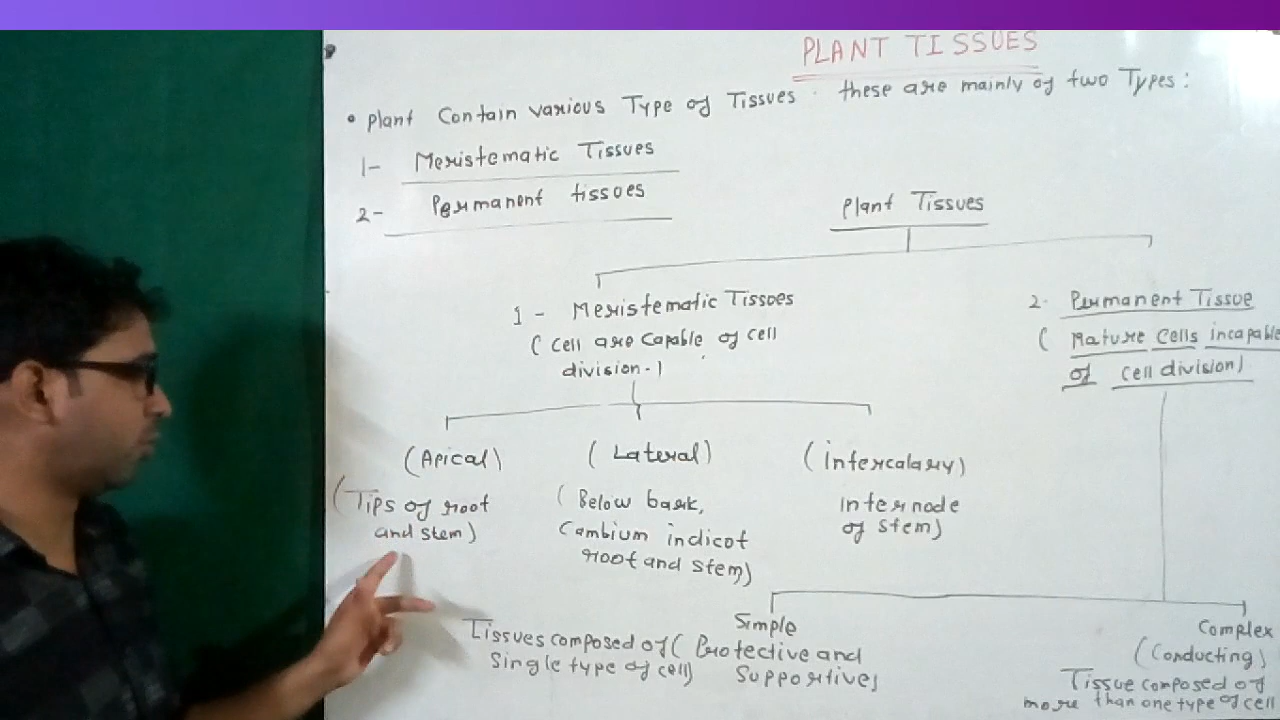 PLANT TISSUES
• Plant Contain various Type of Tissues. these are mainly of two Types:
1- Meristematic Tissues
2- Permanent tissues
Plant Tissues
1- Meristematic Tissues
( Cell are Capable of cell
division-)
2. Permanent Tissue
( Mature Cells incapable
of cell division)
(Apical)
(Tips of root
and stem)
(Lateral)
( Below bark,
Cambium indicot
root and stem)
(intercalary)
internode
of stem)
Simple
Tissues composed of ( Protective and
Single type of cell) Supportives
Complex
(Conducting)
Tissue composed of
more than one type of cell